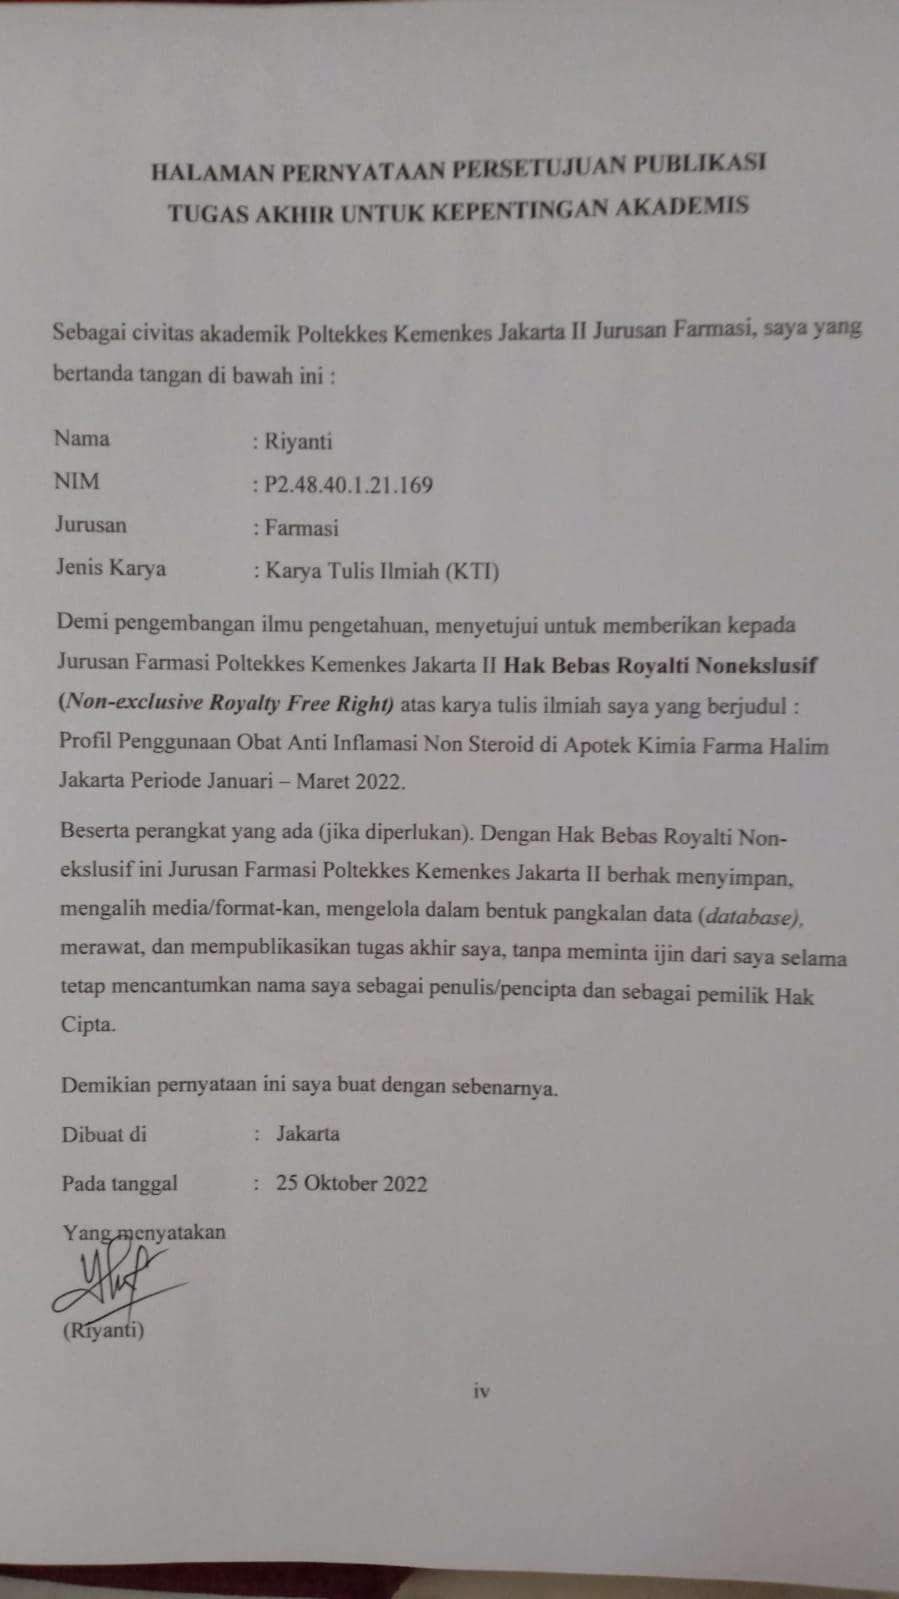 HALAMAN PERNYATAAN PERSETUJUAN PUBLIKASI
TUGAS AKHIR UNTUK KEPENTINGAN AKADEMIS
Sebagai civitas akademik Poltekkes Kemenkes Jakarta II Jurusan Farmasi, saya yang
bertanda tangan di bawah ini :
Nama : Riyanti
NIM : P2.48.40.1.21.169
Jurusan : Farmasi
Jenis Karya : Karya Tulis Ilmiah (KTI)
Demi pengembangan ilmu pengetahuan, menyetujui untuk memberikan kepada
Jurusan Farmasi Poltekkes Kemenkes Jakarta II Hak Bebas Royalti Nonekslusif
(Non-exclusive Royalty Free Right) atas karya tulis ilmiah saya yang berjudul :
Profil Penggunaan Obat Anti Inflamasi Non Steroid di Apotek Kimia Farma Halim
Jakarta Periode Januari – Maret 2022.
Beserta perangkat yang ada (jika diperlukan). Dengan Hak Bebas Royalti Non-
ekslusif ini Jurusan Farmasi Poltekkes Kemenkes Jakarta II berhak menyimpan,
mengalih media/format-kan, mengelola dalam bentuk pangkalan data (database),
merawat, dan mempublikasikan tugas akhir saya, tanpa meminta ijin dari saya selama
tetap mencantumkan nama saya sebagai penulis/pencipta dan sebagai pemilik Hak
Cipta.
Demikian pernyataan ini saya buat dengan sebenarnya.
Dibuat di : Jakarta
Pada tanggal : 25 Oktober 2022
Yang menyatakan
(Riyanti)
iv